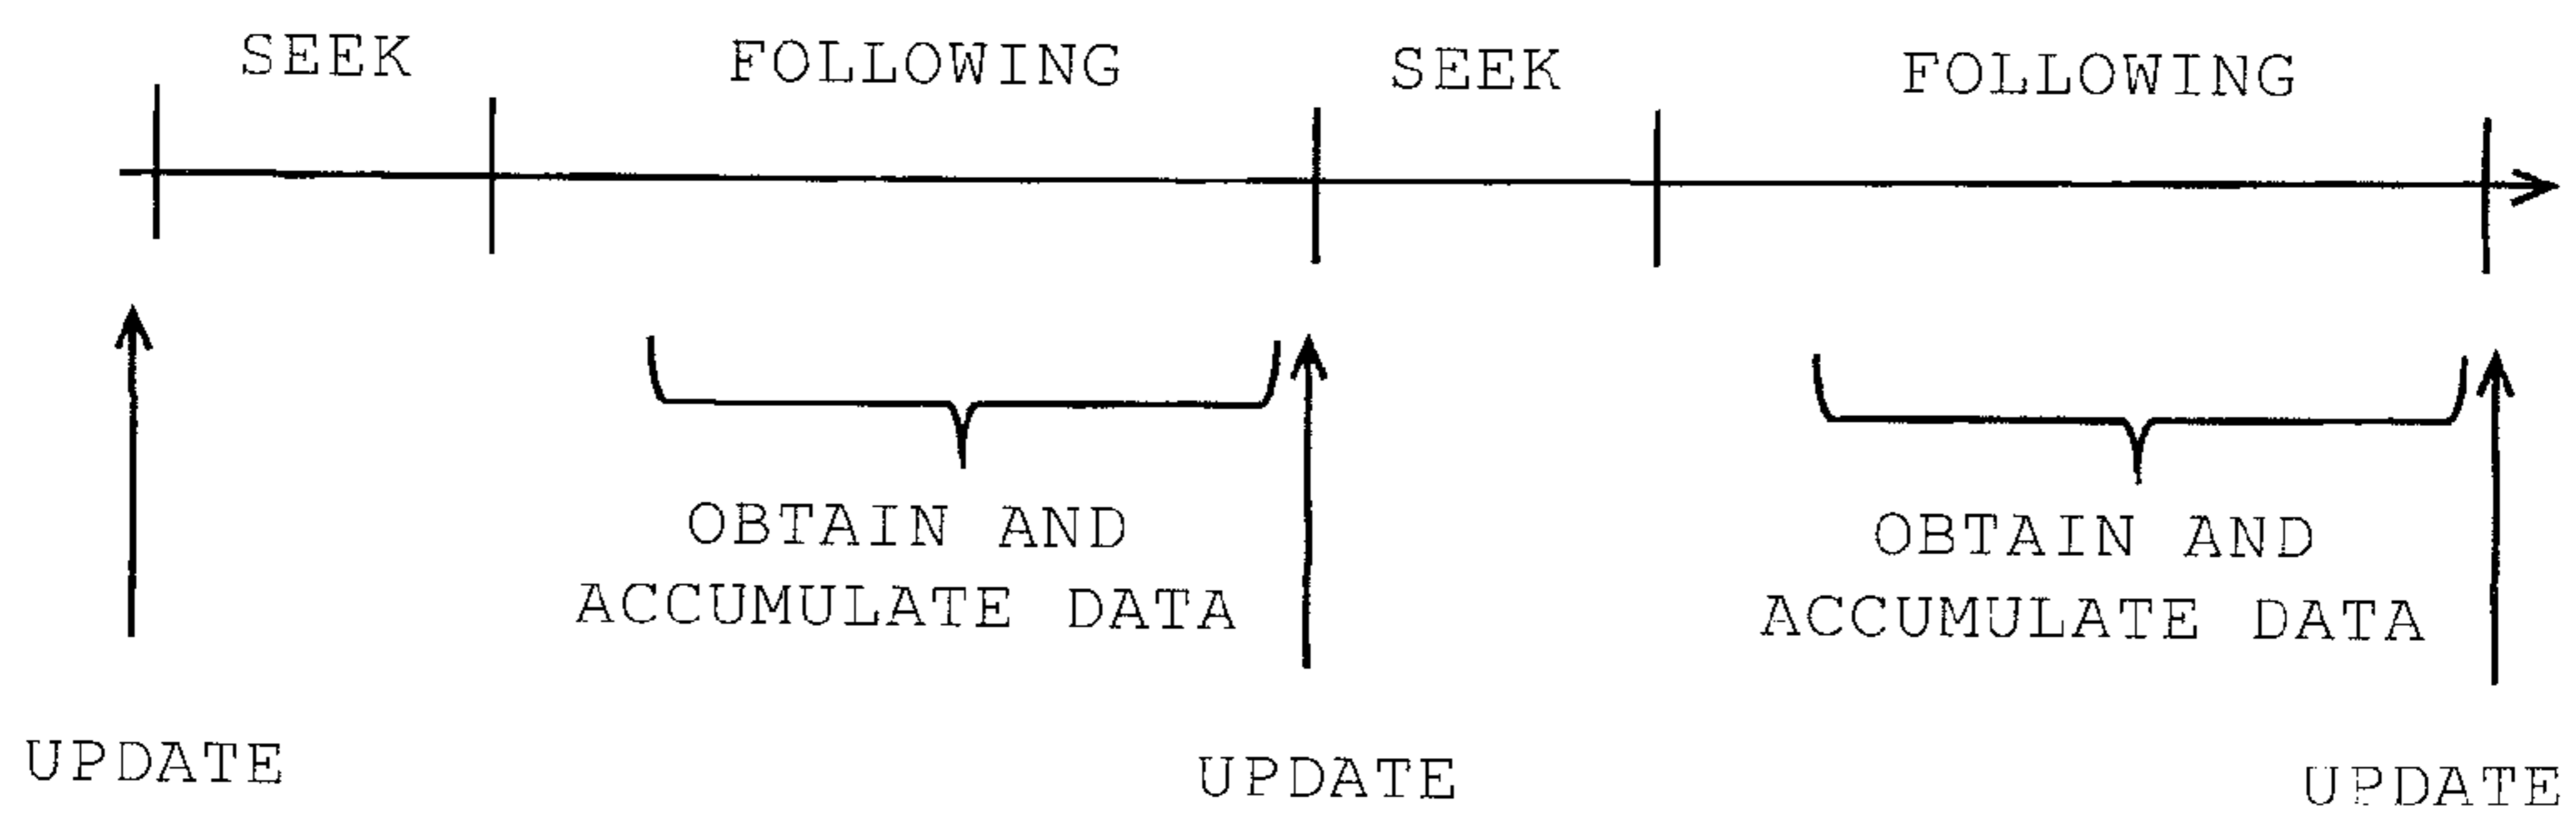 SEEK
FOLLOWING
SEEK
FOLLOWING
OBTAIN AND
ACCUMULATE DATA
OBTAIN AND
ACCUMULATE DATA
UPDATE
UPDATE
UPDATE